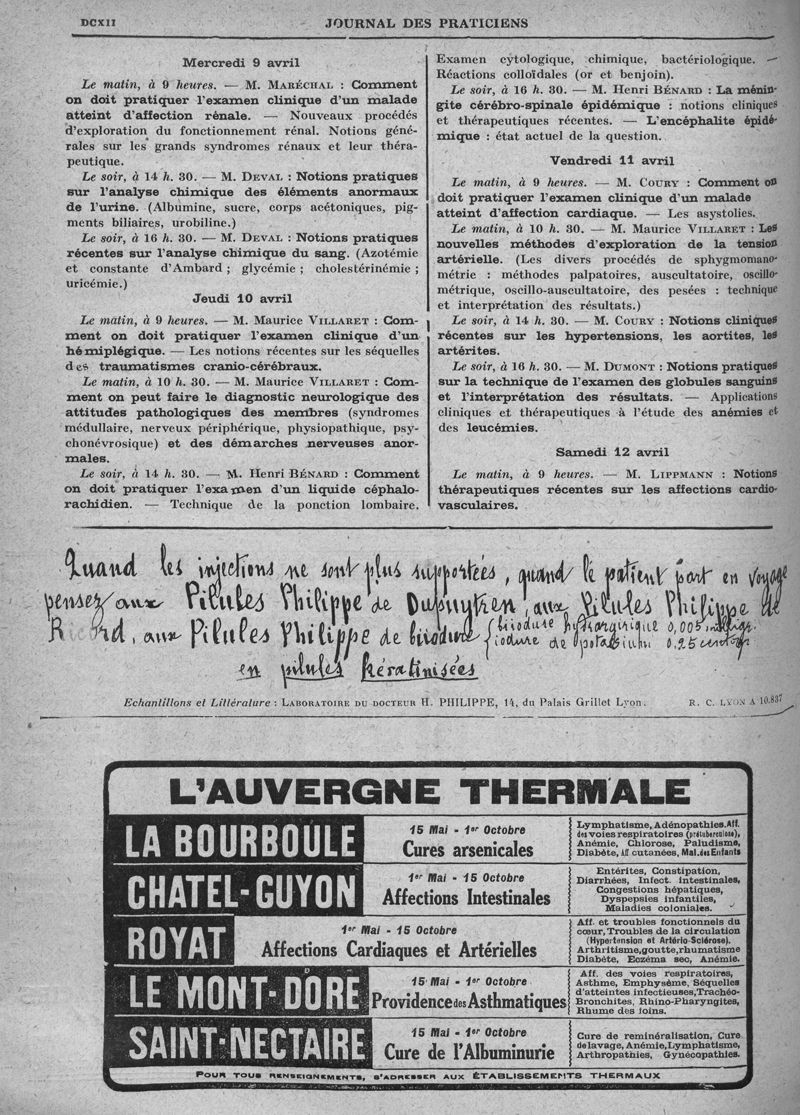 DCXII
JOURNAL DES PRATICIENS
Mercredi 9 avril
Le matin, à 9 heures. — M. MARÉCHAL : Comment
on doit pratiquer l'examen clinique d'un malade
atteint d'affection rénale. — Nouveaux procédés
d'exploration du fonctionnement rénal. Notions géné-
rales sur les grands syndromes rénaux et leur théra-
peutique.
Le soir, à 14 h. 30. — M. DEVAL : Notions pratiques
sur l'analyse chimique des éléments anormaux
de l'urine. (Albumine, sucre, corps acétoniques, pig-
ments biliaires, urobiline.)
Le soir, à 16 h. 30. — M. DEVAL : Notions pratiques
récentes sur l'analyse chimique du sang. (Azotémie
et constante d'Ambard ; glycémie ; cholestérinémie ;
uricémie.)
Jeudi 10 avril
Le matin, à 9 heures. — M. Maurice VILLARET : Com-
ment on doit pratiquer l'examen clinique d'un
hémiplégique. — Les notions récentes sur les séquelles
des traumatismes cranio-cérébraux.
Le matin, à 10 h. 30. — M. Maurice VILLARET : Com-
ment on peut faire le diagnostic neurologique des
attitudes pathologiques des membres (syndromes
médullaire, nerveux périphérique, physiopathique, psy-
chonévrosique) et des démarches nerveuses anor-
males.
Le soir, à 14 h. 30. — M. Henri BÉNARD : Comment
on doit pratiquer l'examen d'un liquide céphalo-
rachidien. — Technique de la ponction lombaire.
Examen cytologique, chimique, bactériologique. —
Réactions colloïdales (or et benjoin).
Le soir, à 16 h. 30. — M. Henri BÉNARD : La ménin-
gite cérébro-spinale épidémique : notions cliniques
et thérapeutiques récentes. — L'encéphalite épidé-
mique : état actuel de la question.
Vendredi 11 avril
Le matin, à 9 heures. — M. COURY : Comment on
doit pratiquer l'examen clinique d'un malade
atteint d'affection cardiaque. — Les asystolies.
Le matin, à 10 h. 30. — M. Maurice VILLARET : Les
nouvelles méthodes d'exploration de la tension
artérielle. (Les divers procédés de sphygmomano-
métrie : méthodes palpatoires, auscultatoire, oscillo-
métrique, oscillo-auscultatoire, des pesées : technique
et interprétation des résultats.)
Le soir, à 14 h. 30. — M. COURY : Notions cliniques
récentes sur les hypertensions, les aortites, les
artérites.
Le soir, à 16 h. 30. — M. DUMONT : Notions pratiques
sur la technique de l'examen des globules sanguins
et l'interprétation des résultats. — Applications
cliniques et thérapeutiques à l'étude des anémies et
des leucémies.
Samedi 12 avril
Le matin, à 9 heures. — M. LIPPMANN : Notions
thérapeutiques récentes sur les affections cardio-
vasculaires.
Quand les injections ne sont plus supportées, quand le patient part en voyage
pensez aux Pilules Philippe de Dupuytren, aux Pilules Philippe de
Ricord, aux Pilules Philippe de biiodure { biiodure hydrargirique 0,005 milligr.
iodure de potassium 0,25 centigr.
en pilules Kératinisées
Echantillons et Littérature : LABORATOIRE DU DOCTEUR H. PHILIPPE, 14, du Palais Grillet Lyon.
R. C. LYON A 10.837
L'AUVERGNE THERMALE
LA BOURBOULE
15 Mai - 1er Octobre
Cures arsenicales
Lymphatisme, Adénopathies. Aff.
des voies respiratoires (prétuberculose),
Anémie, Chlorose, Paludisme,
Diabète, Aff cutanées, Mal. des Enfants
CHATEL-GUYON
1er Mai - 15 Octobre
Affections Intestinales
Entérites, Constipation,
Diarrhées, Infect. intestinales,
Congestions hépatiques,
Dyspepsies infantiles,
Maladies coloniales.
ROYAT
1er Mai - 15 Octobre
Affections Cardiaques et Artérielles
Aff. et troubles fonctionnels du
cœur, Troubles de la circulation
(Hypertension et Artério-Sclérose).
Arthritisme, goutte, rhumatisme
Diabète, Eczéma sec, Anémie.
LE MONT-DORE
15 Mai - 1er Octobre
Providence des Asthmatiques
Aff. des voies respiratoires,
Asthme, Emphysème, Séquelles
d'atteintes infectieuses, Trachéo-
Bronchites, Rhino-Pharyngites,
Rhume des foins.
SAINT-NECTAIRE
15 Mai - 1er Octobre
Cure de l'Albuminurie
Cure de reminéralisation, Cure
de lavage, Anémie, Lymphatisme,
Arthropathies, Gynécopathies.
POUR TOUS RENSEIGNEMENTS, S'ADRESSER AUX ÉTABLISSEMENTS THERMAUX